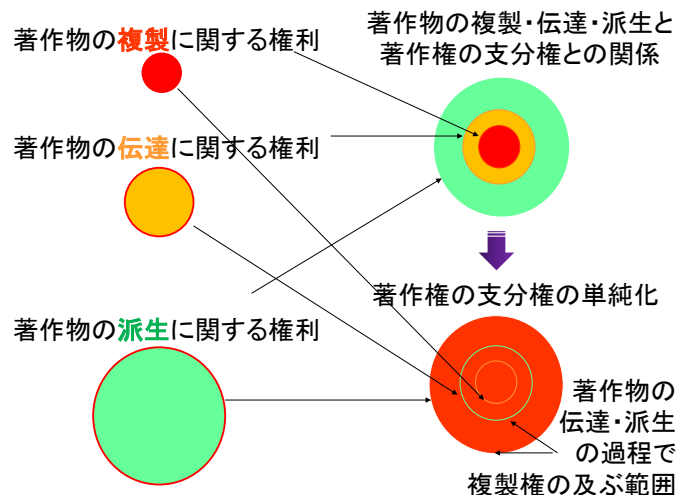 著作物の複製に関する権利
著作物の伝達に関する権利
著作物の派生に関する権利
著作物の複製・伝達・派生と
著作権の支分権との関係
著作権の支分権の単純化
著作物の
伝達・派生
の過程で
複製権の及ぶ範囲